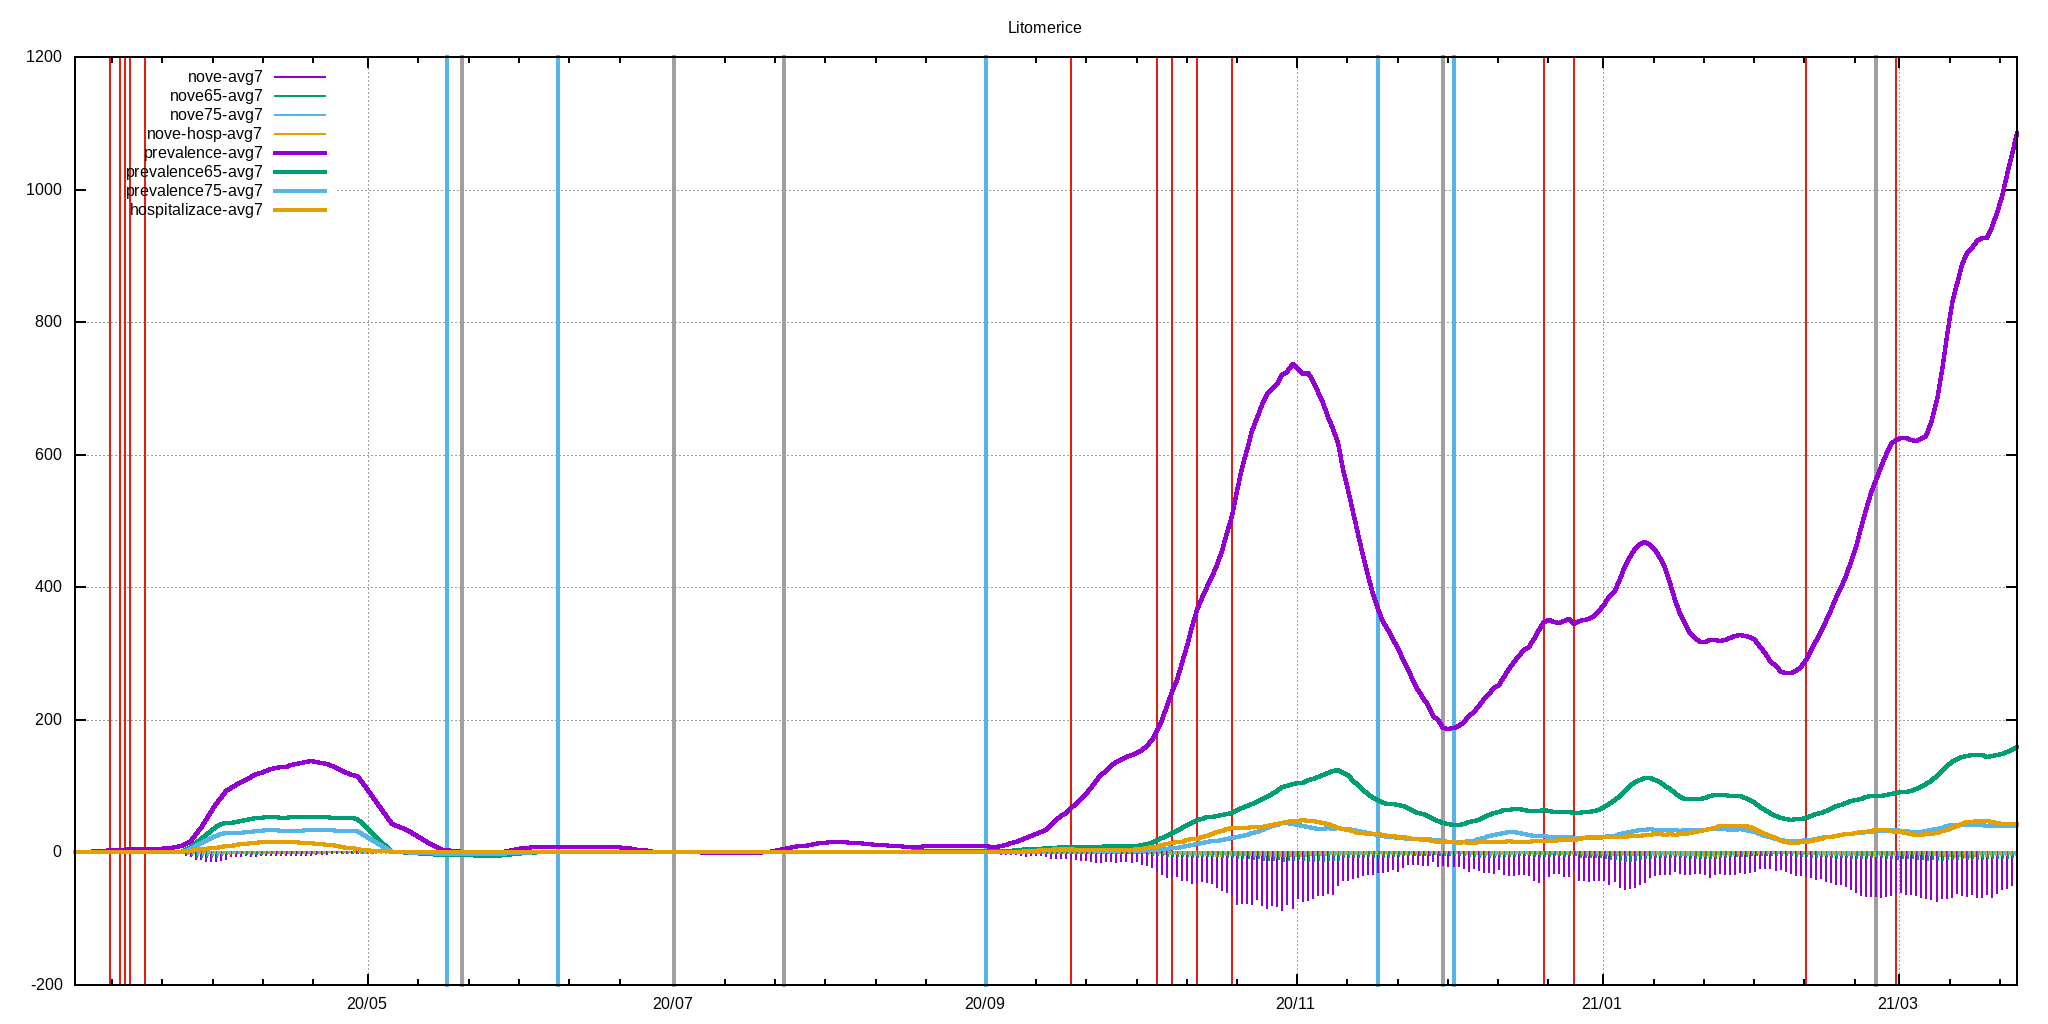 Litomerice
1200
1000
800
600
400
200
0
-200
nove-avg7
nove65-avg7
nove75-avg7
nove-hosp-avg7
prevalence-avg7
prevalence65-avg7
prevalence75-avg7
hospitalizace-avg7
20/05
20/07
20/09
20/11
21/01
21/03